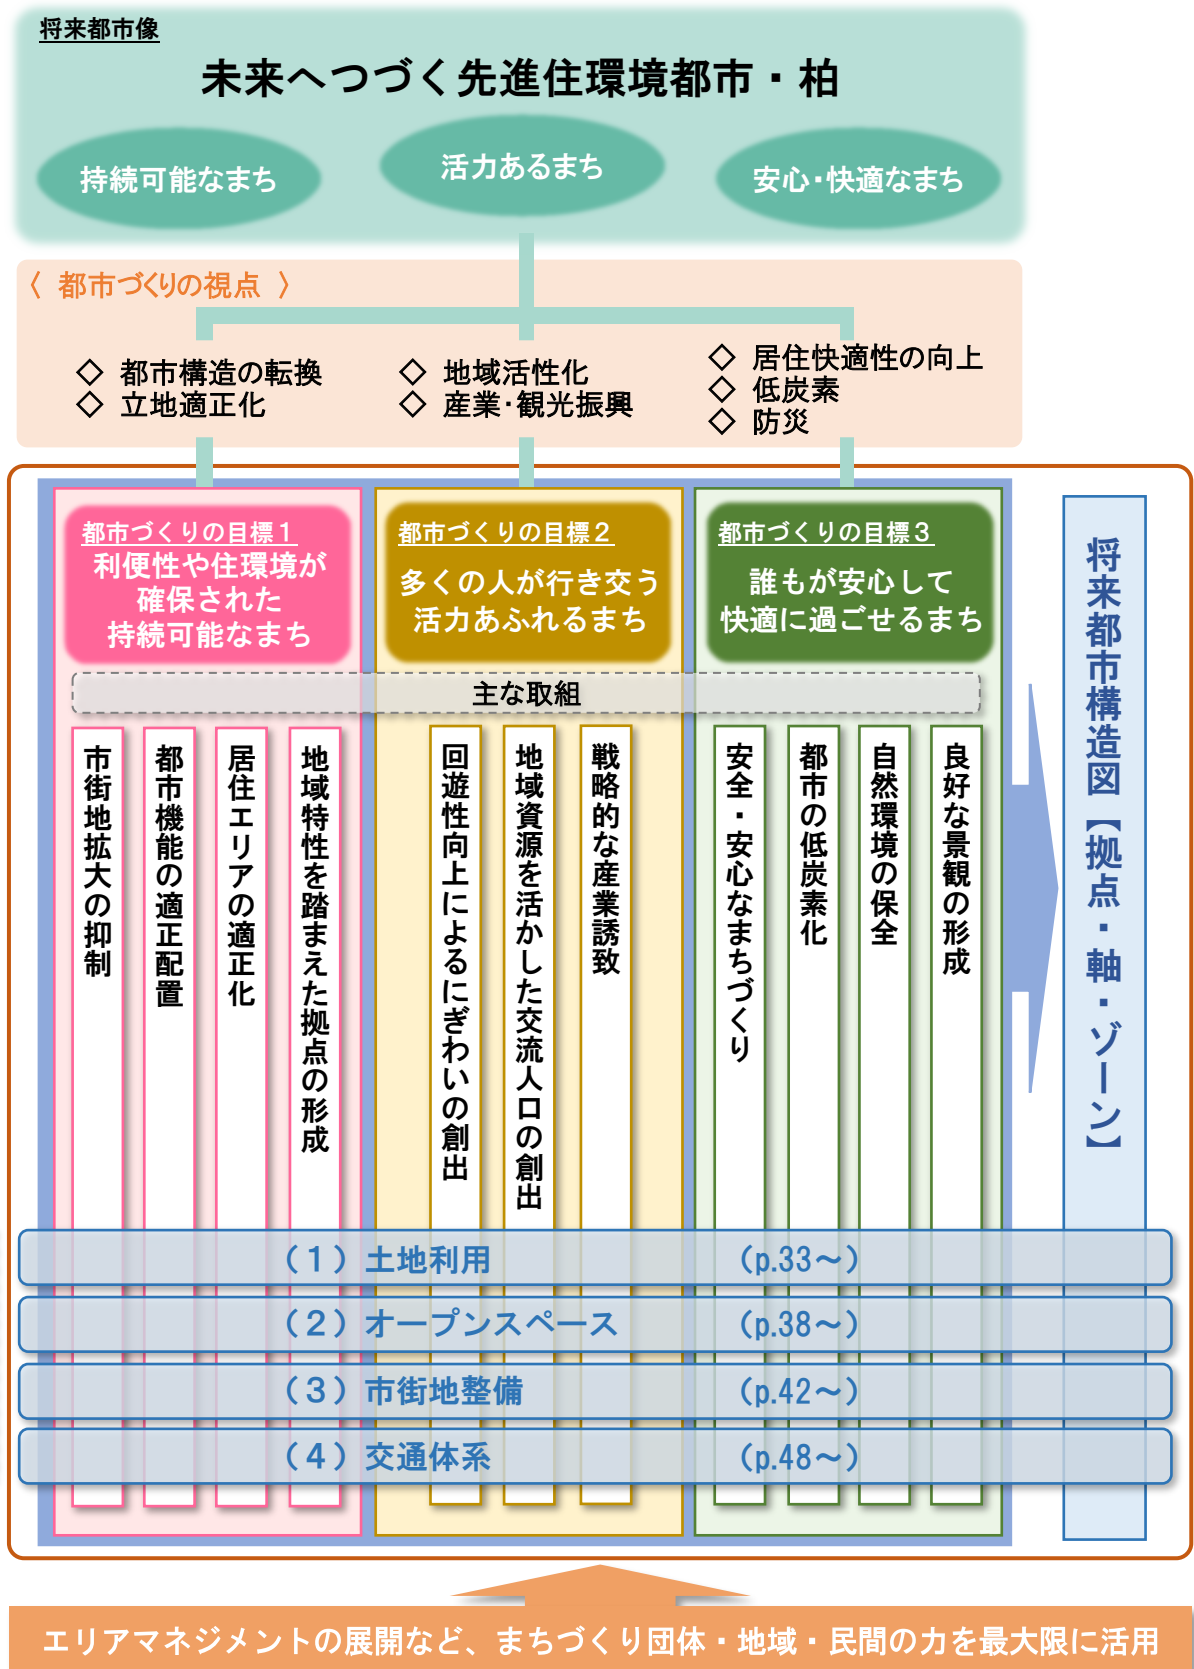 将来都市像
未来へつづく先進住環境都市・柏
持続可能なまち
活力あるまち
安心・快適なまち
〈 都市づくりの視点 〉
◇ 都市構造の転換
◇ 立地適正化
◇ 地域活性化
◇ 産業・観光振興
◇ 居住快適性の向上
◇ 低炭素
◇ 防災
都市づくりの目標１
利便性や住環境が
確保された
持続可能なまち
都市づくりの目標２
多くの人が行き交う
活力あふれるまち
都市づくりの目標３
誰もが安心して
快適に過ごせるまち
主な取組
市街地拡大の抑制
都市機能の適正配置
居住エリアの適正化
地域特性を踏まえた拠点の形成
回遊性向上によるにぎわいの創出
地域資源を活かした交流人口の創出
戦略的な産業誘致
安全・安心なまちづくり
都市の低炭素化
自然環境の保全
良好な景観の形成
将来都市構造図【拠点・軸・ゾーン】
（１）土地利用 （p.33～）
（２）オープンスペース （p.38～）
（３）市街地整備 （p.42～）
（４）交通体系 （p.48～）
エリアマネジメントの展開など、まちづくり団体・地域・民間の力を最大限に活用